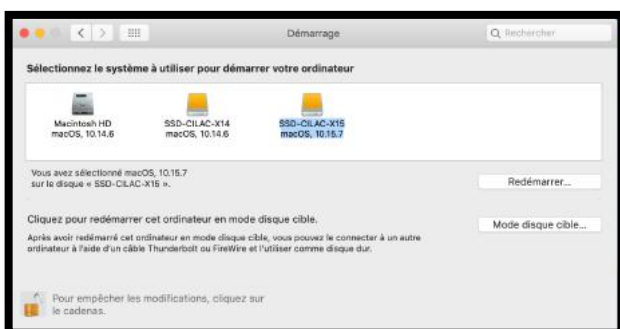 Démarrage
Rechercher
Sélectionnez le système à utiliser pour démarrer votre ordinateur
Macintosh HD
macOS, 10.14.6
SSD-CILAC-X14
macOS, 10.14.6
SSD-CILAC-X15
macOS, 10.15.7
Vous avez sélectionné macOS, 10.15.7
sur le disque « SSD-CILAC-X15 ».
Redémarrer...
Cliquez pour redémarrer cet ordinateur en mode disque cible.
Mode disque cible...
Après avoir redémarré cet ordinateur en mode disque cible, vous pouvez le connecter à un autre
ordinateur à l'aide d'un câble Thunderbolt ou FireWire et l'utiliser comme disque dur.
Pour empêcher les modifications, cliquez sur
le cadenas.